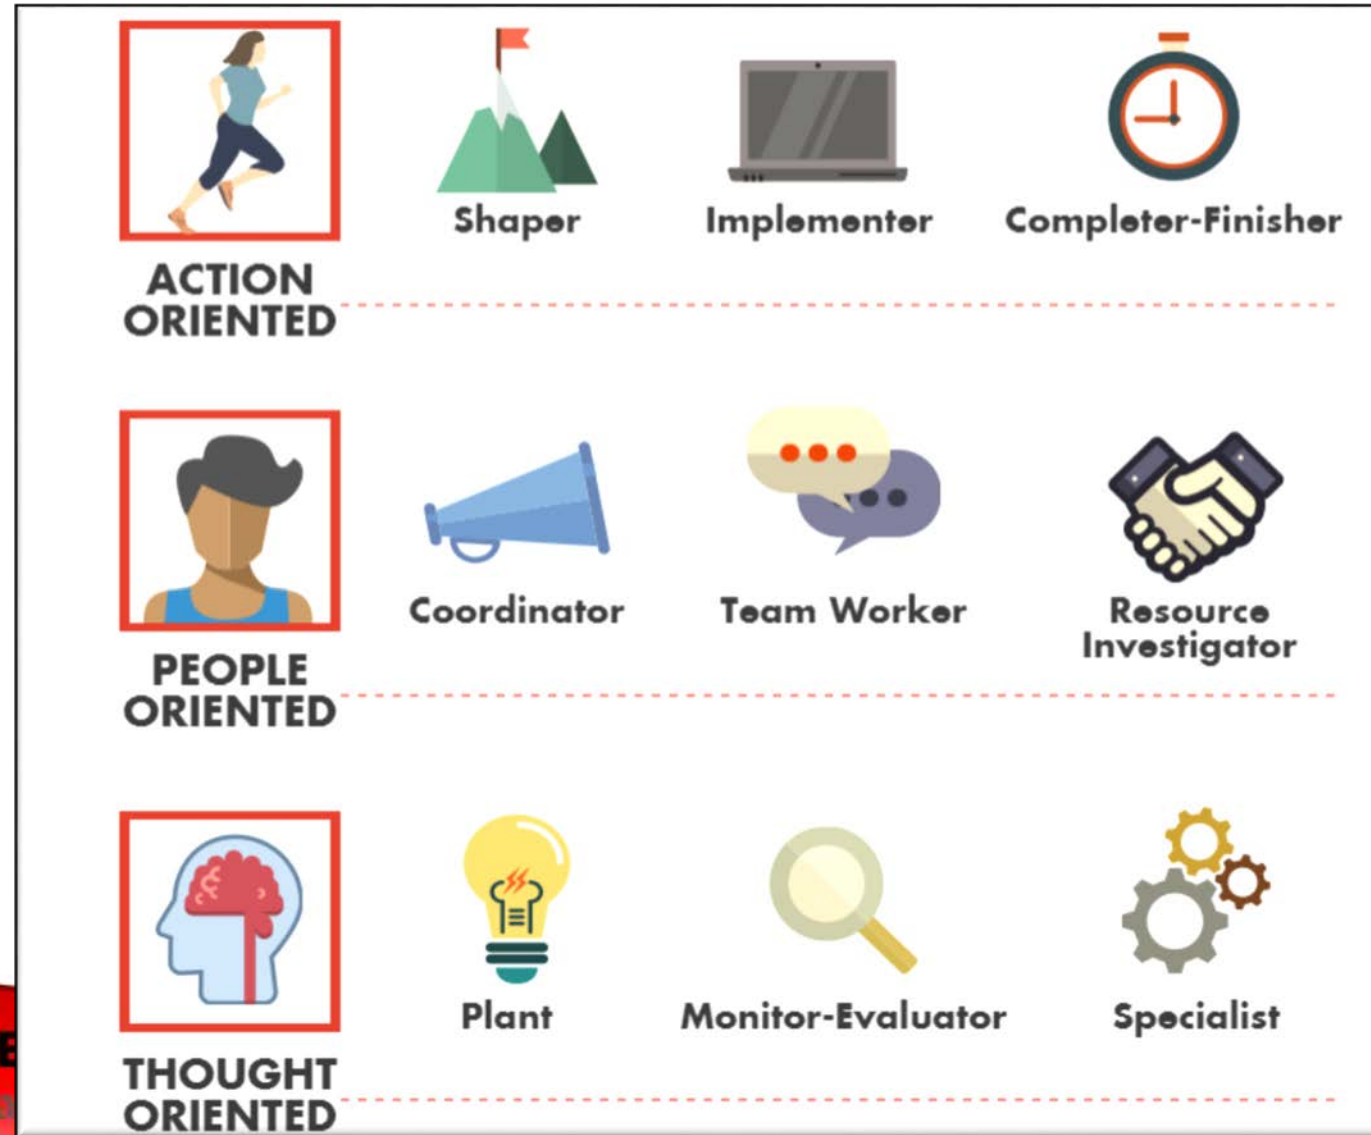 Shaper
Implementer
Completer-Finisher
ACTION
ORIENTED
Coordinator
Team Worker
Resource
Investigator
PEOPLE
ORIENTED
Plant
Monitor-Evaluator
Specialist
THOUGHT
ORIENTED